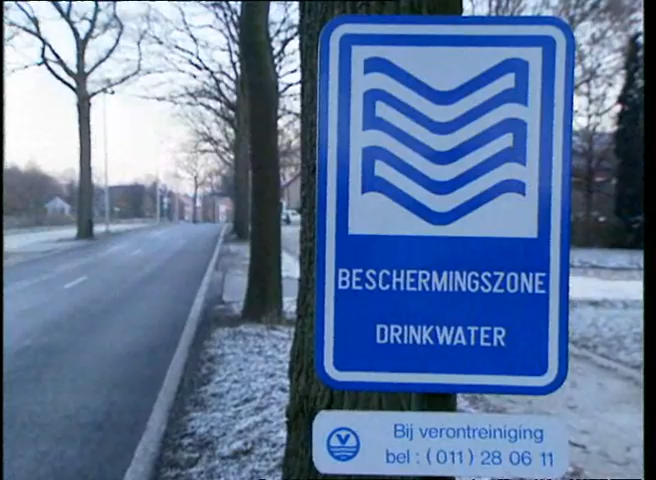 BESCHERMINGSZONE
DRINKWATER
Bij verontreiniging
bel : (011) 28 06 11